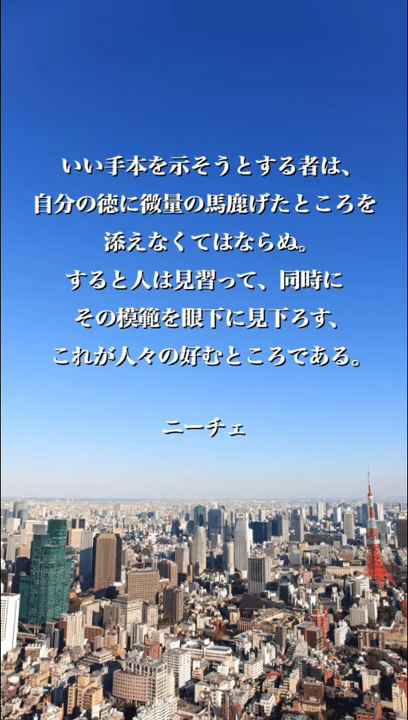 いい手本を示そうとする者は、
自分の徳に微量の馬鹿げたところを
添えなくてはならぬ。
すると人は見習って、同時に
その模範を眼下に見下ろす、
これが人々の好むところである。
ニーチェ